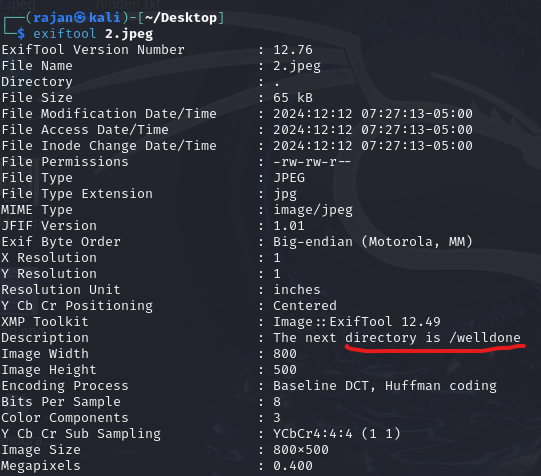 (rajan㉿kali)-[~/Desktop]
$ exiftool 2.jpeg
ExifTool Version Number : 12.76
File Name : 2.jpeg
Directory : .
File Size : 65 kB
File Modification Date/Time : 2024:12:12 07:27:13-05:00
File Access Date/Time : 2024:12:12 07:27:13-05:00
File Inode Change Date/Time : 2024:12:12 07:27:13-05:00
File Permissions : -rw-rw-r--
File Type : JPEG
File Type Extension : jpg
MIME Type : image/jpeg
JFIF Version : 1.01
Exif Byte Order : Big-endian (Motorola, MM)
X Resolution : 1
Y Resolution : 1
Resolution Unit : inches
Y Cb Cr Positioning : Centered
XMP Toolkit : Image::ExifTool 12.49
Description : The next directory is /welldone
Image Width : 800
Image Height : 500
Encoding Process : Baseline DCT, Huffman coding
Bits Per Sample : 8
Color Components : 3
Y Cb Cr Sub Sampling : YCbCr4:4:4 (1 1)
Image Size : 800×500
Megapixels : 0.400